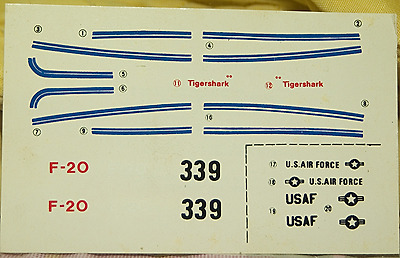 ③ ① ② ④
⑤ ⑪ Tigershark ⑫ Tigershark
⑥
⑧
⑦ ⑨ ⑩
F-20 339 ⑰ U.S. AIR FORCE
⑱ U.S. AIR FORCE
F-20 339 ⑲ USAF ⑳
USAF